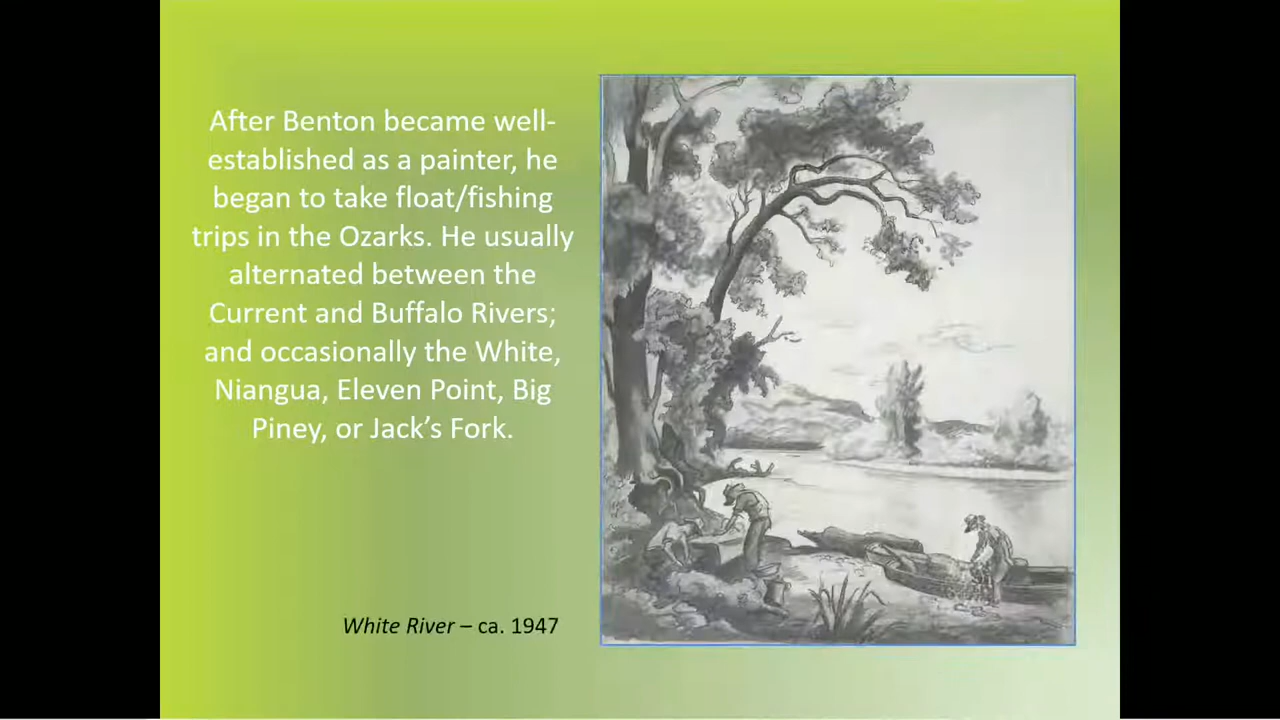 After Benton became well-
established as a painter, he
began to take float/fishing
trips in the Ozarks. He usually
alternated between the
Current and Buffalo Rivers;
and occasionally the White,
Niangua, Eleven Point, Big
Piney, or Jack’s Fork.
White River – ca. 1947